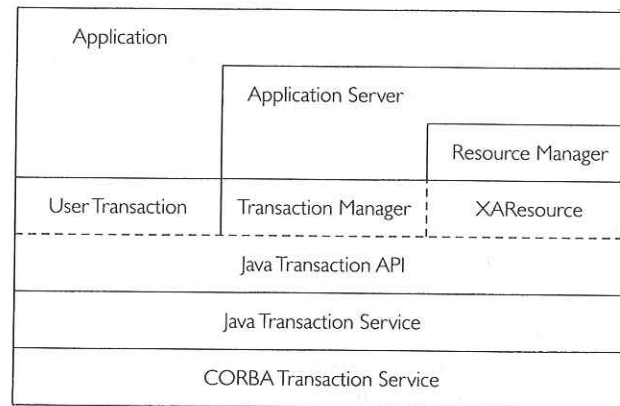 Application
Application Server
Resource Manager
User Transaction
Transaction Manager
XAResource
Java Transaction API
Java Transaction Service
CORBA Transaction Service